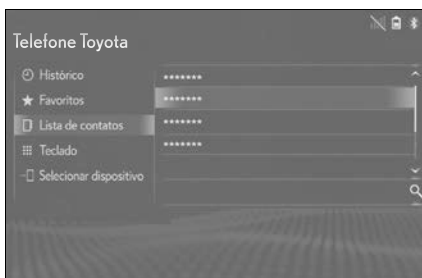 Telefone Toyota
Histórico
Favoritos
Lista de contatos
Teclado
Selecionar dispositivo
*******
*******
*******
*******